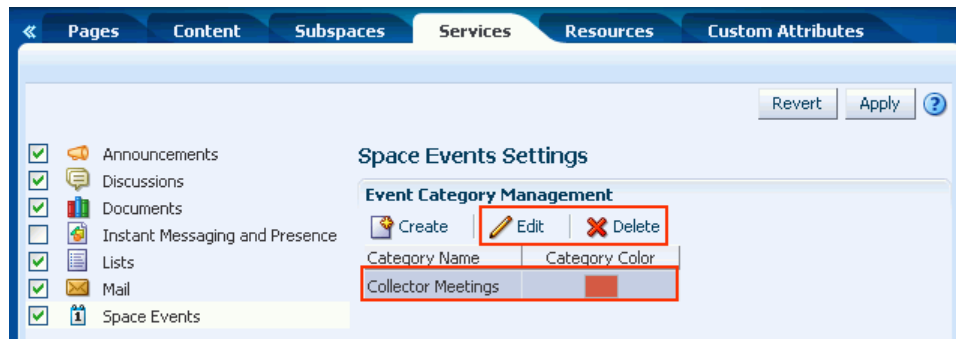 « Pages Content Subspaces Services Resources Custom Attributes
Revert Apply ?
Announcements
Discussions
Documents
Instant Messaging and Presence
Lists
Mail
1 Space Events
Space Events Settings
Event Category Management
Create Edit Delete
Category Name Category Color
Collector Meetings